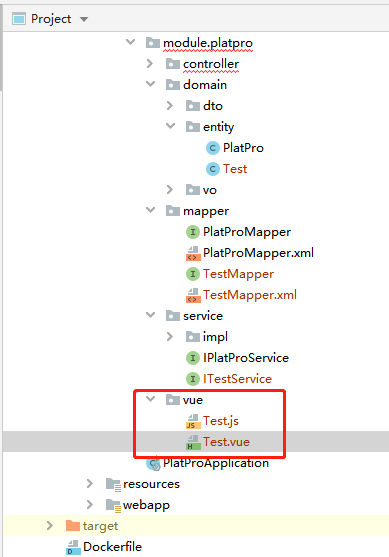 Project
module.platpro
controller
domain
dto
entity
PlatPro
Test
vo
mapper
PlatProMapper
PlatProMapper.xml
TestMapper
TestMapper.xml
service
impl
IPlatProService
ITestService
vue
Test.js
Test.vue
PlatProApplication
resources
webapp
target
Dockerfile